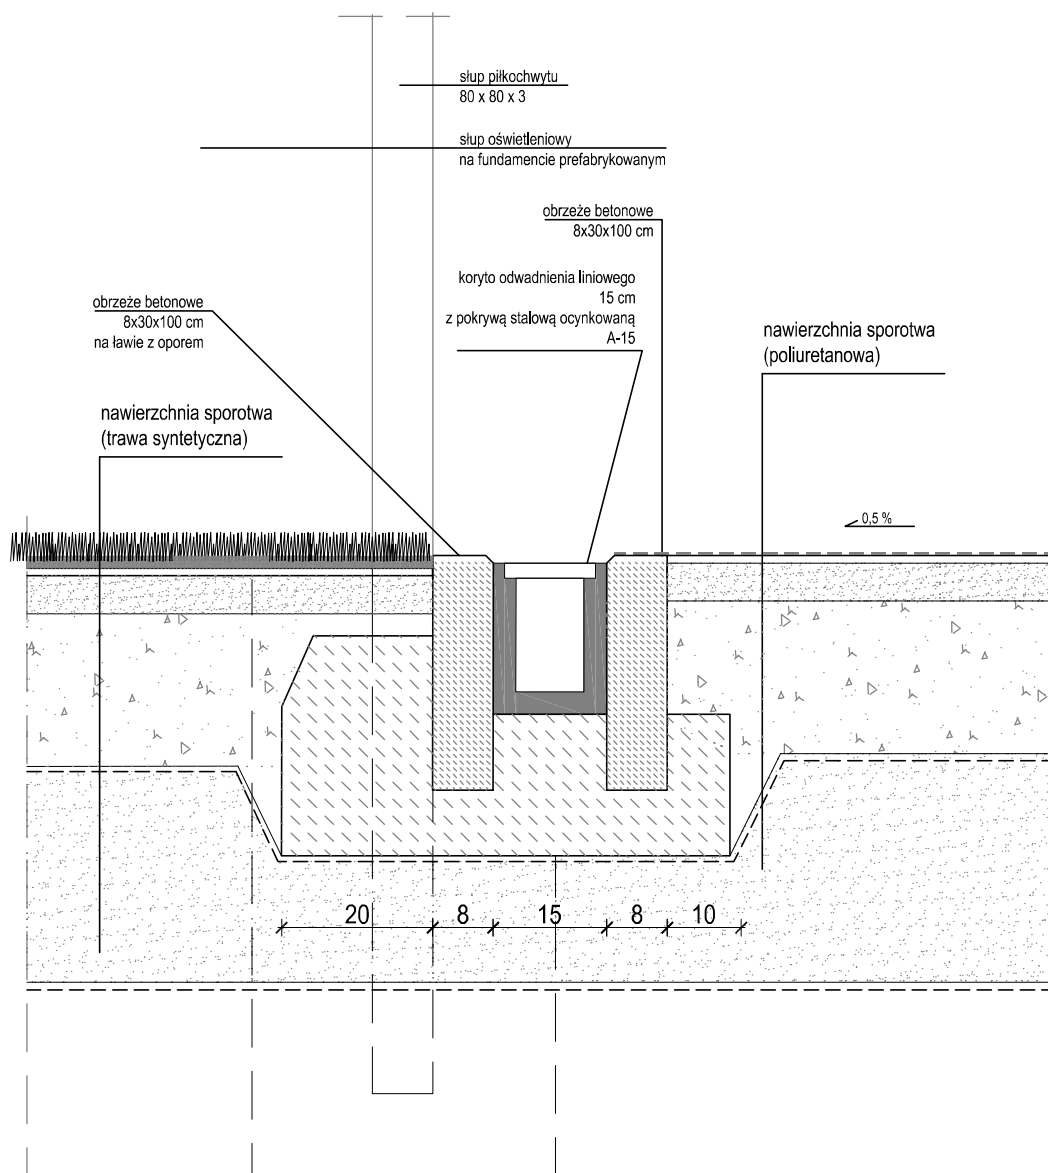 słup piłkochwytu
80 x 80 x 3
słup oświetleniowy
na fundamencie prefabrykowanym
obrzeże betonowe
8x30x100 cm
koryto odwadnienia liniowego
15 cm
z pokrywą stalową ocynkowaną
A-15
obrzeże betonowe
8x30x100 cm
na ławie z oporem
nawierzchnia sporotwa
(poliuretanowa)
nawierzchnia sporotwa
(trawa syntetyczna)
0,5 %
20 8 15 8 10